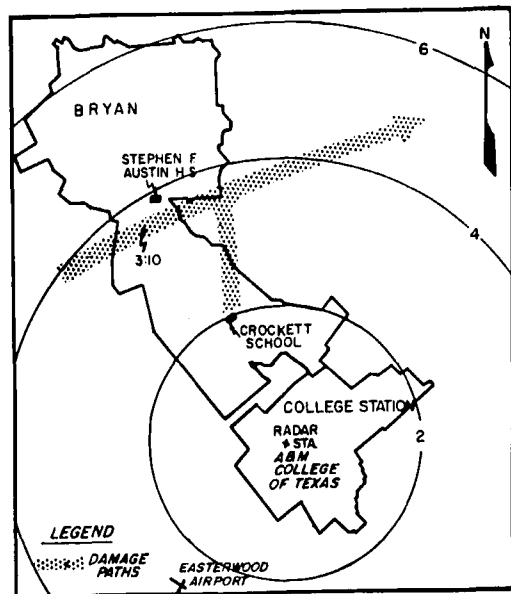 6
N
BRYAN
STEPHEN F.
AUSTIN H.S.
4
3:10
CROCKETT
SCHOOL
COLLEGE STATION
2
RADAR
STA.
A&M
COLLEGE
OF TEXAS
LEGEND
DAMAGE
PATHS
EASTERWOOD
AIRPORT